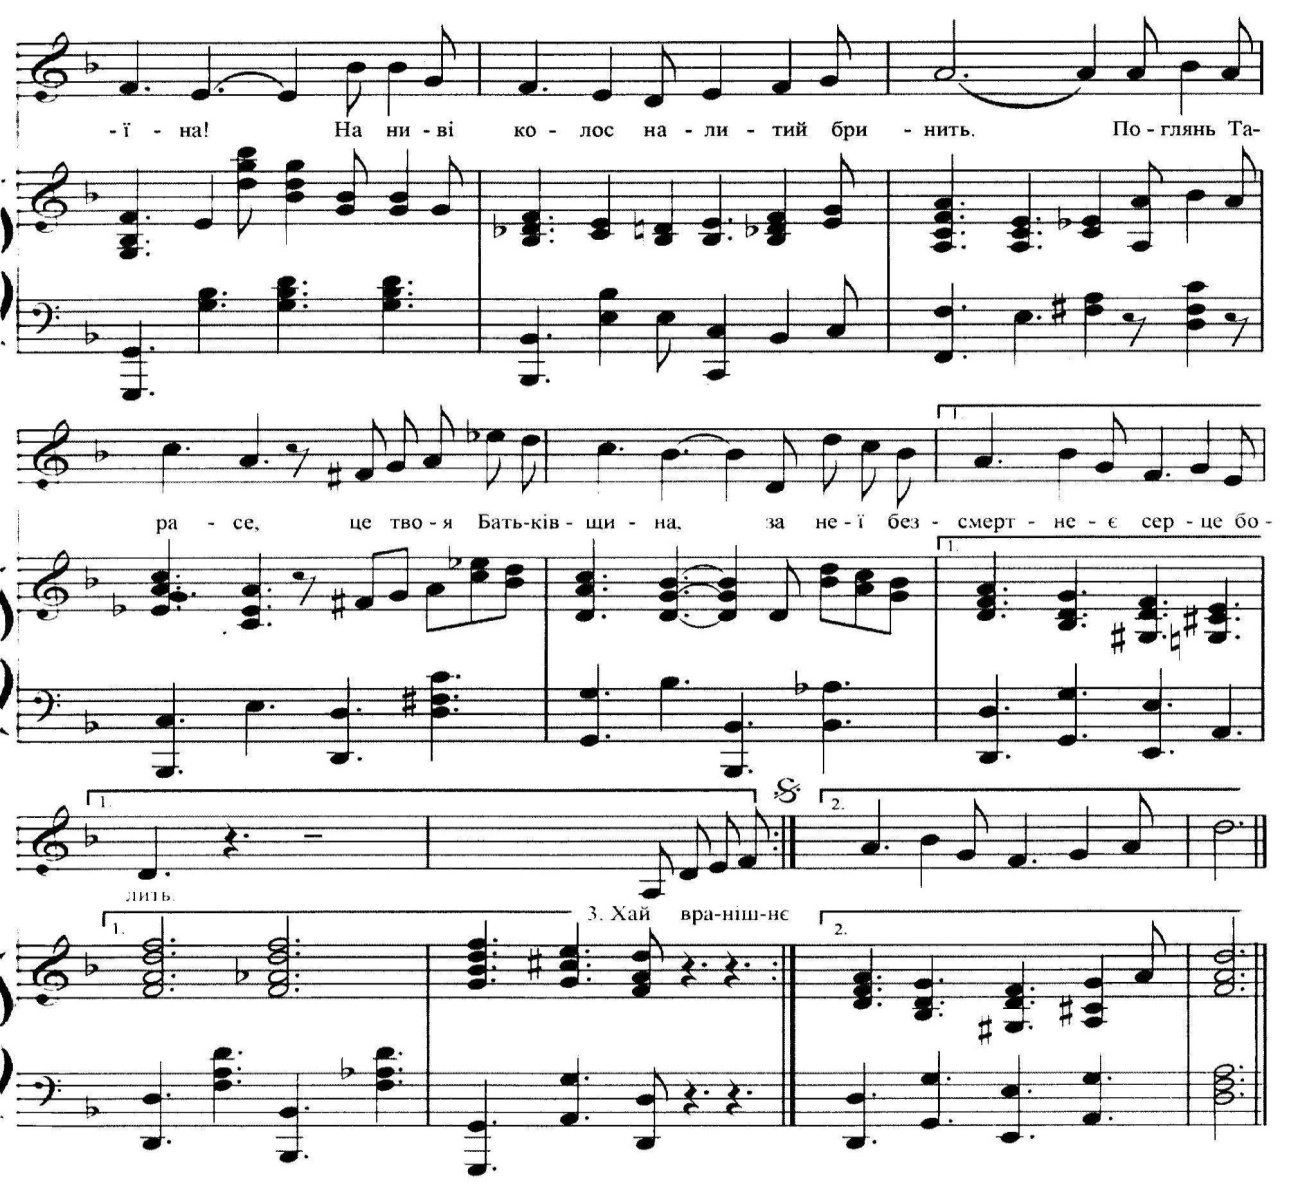 - ї - на! На ни - ві ко - лос на - ли - тий бри - нить. По - глянь Та-
1.
ра - се, це тво - я Бать-ків - щи - на, за не - ї без - смерт - не - є сер - це бо -
1.
1. 2.
лить.
3. Хай вра-ніш-нє
1. 2.